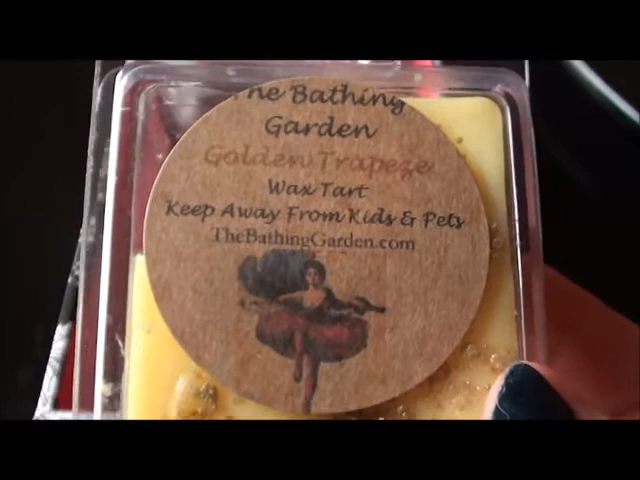 The Bathing
Garden
Golden Trapeze
Wax Tart
Keep Away From Kids & Pets
TheBathingGarden.com